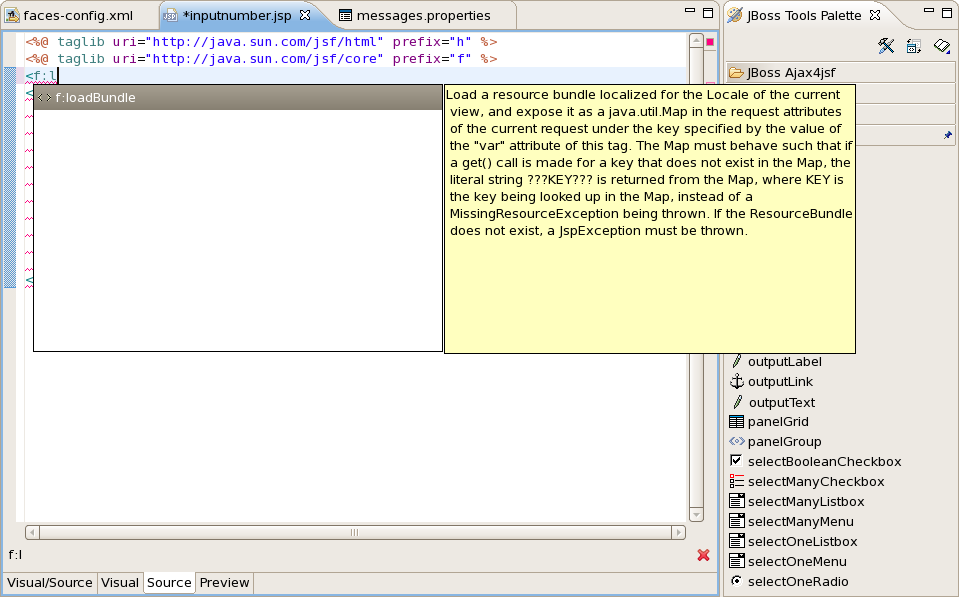 faces-config.xml
*inputnumber.jsp
messages.properties
JBoss Tools Palette
<%@ taglib uri="http://java.sun.com/jsf/html" prefix="h" %>
<%@ taglib uri="http://java.sun.com/jsf/core" prefix="f" %>
<f:l
f:loadBundle
Load a resource bundle localized for the Locale of the current
view, and expose it as a java.util.Map in the request attributes
of the current request under the key specified by the value of
the "var" attribute of this tag. The Map must behave such that if
a get() call is made for a key that does not exist in the Map, the
literal string ???KEY??? is returned from the Map, where KEY is
the key being looked up in the Map, instead of a
MissingResourceException being thrown. If the ResourceBundle
does not exist, a JspException must be thrown.
JBoss Ajax4jsf
outputLabel
outputLink
outputText
panelGrid
panelGroup
selectBooleanCheckbox
selectManyCheckbox
selectManyListbox
selectManyMenu
selectOneListbox
selectOneMenu
selectOneRadio
f:l
Visual/Source
Visual
Source
Preview